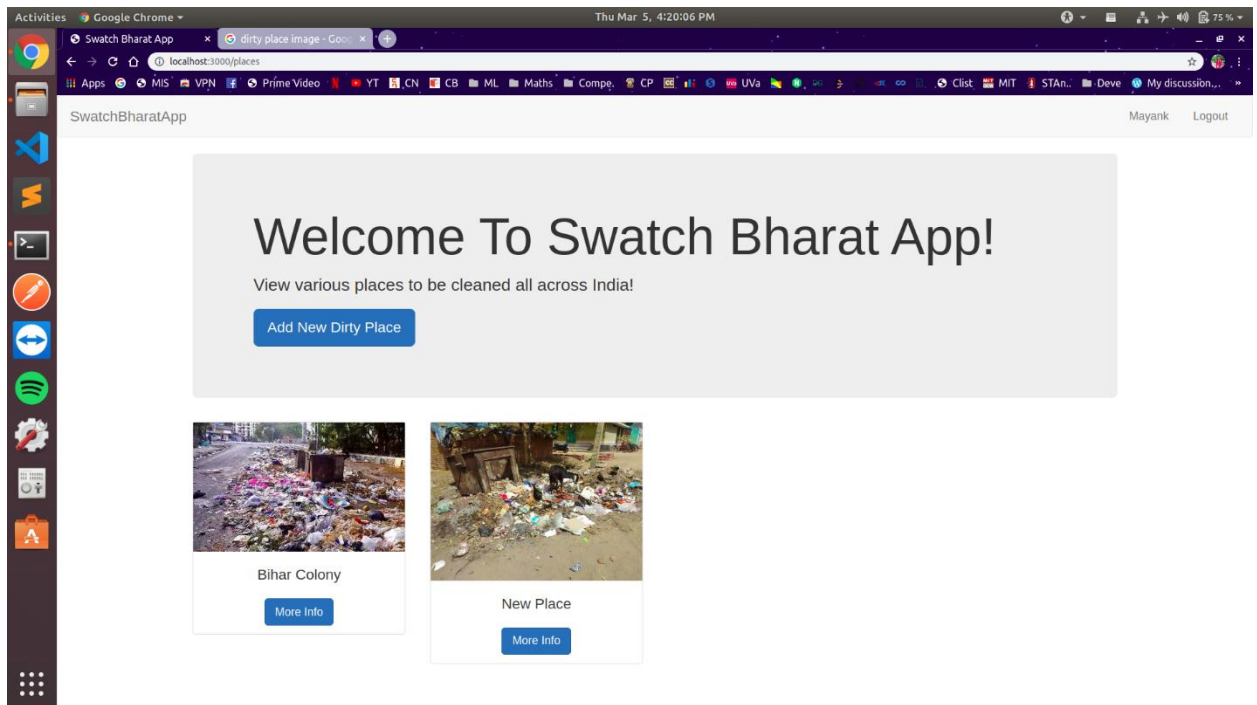 Activities Google Chrome Thu Mar 5, 4:20:06 PM 75 %
Swatch Bharat App dirty place image - Goo
localhost:3000/places
Apps MIS VPN Prime Video YT CN CB ML Maths Compe. CP UVa Clist MIT STAn.. Deve My discussion...
SwatchBharatApp Mayank Logout
Welcome To Swatch Bharat App!
View various places to be cleaned all across India!
Add New Dirty Place
Bihar Colony
More Info
New Place
More Info